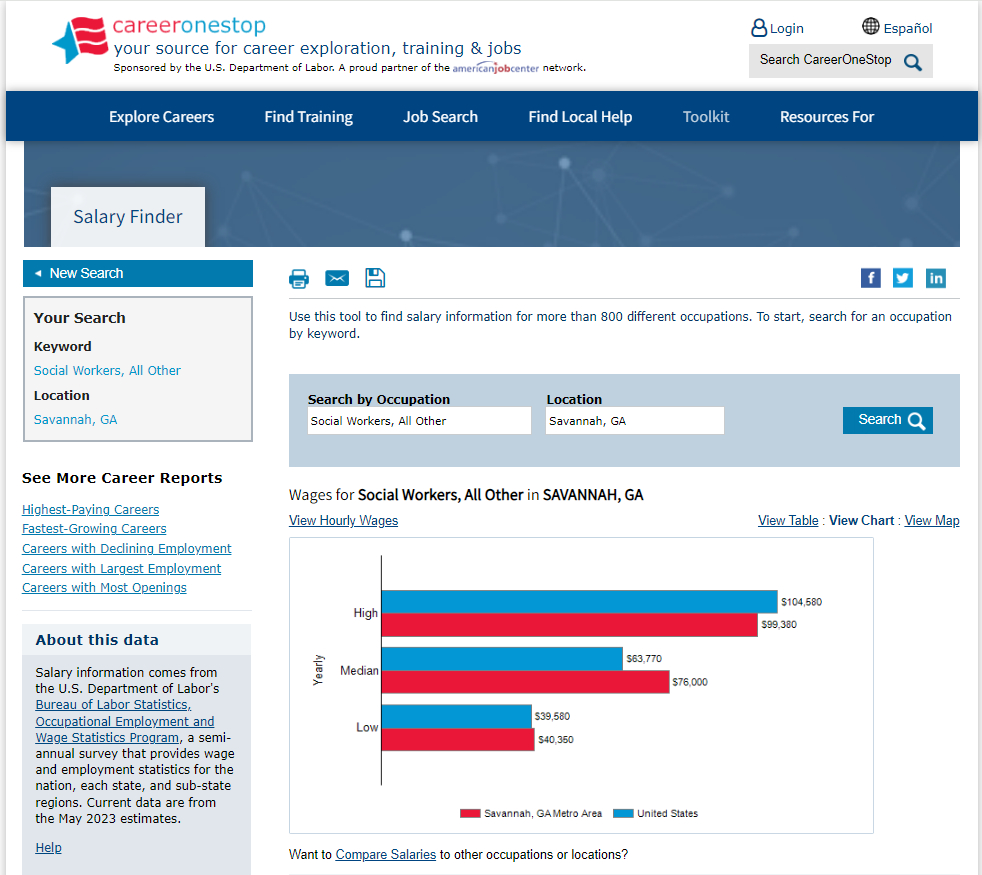 careeronestop
your source for career exploration, training & jobs
Sponsored by the U.S. Department of Labor. A proud partner of the americanjobcenter network.
Login
Español
Search CareerOneStop
Explore Careers
Find Training
Job Search
Find Local Help
Toolkit
Resources For
Salary Finder
◄ New Search
Your Search
Keyword
Social Workers, All Other
Location
Savannah, GA
See More Career Reports
Highest-Paying Careers
Fastest-Growing Careers
Careers with Declining Employment
Careers with Largest Employment
Careers with Most Openings
About this data
Salary information comes from
the U.S. Department of Labor's
Bureau of Labor Statistics,
Occupational Employment and
Wage Statistics Program, a semi-
annual survey that provides wage
and employment statistics for the
nation, each state, and sub-state
regions. Current data are from
the May 2023 estimates.
Help
f
in
Use this tool to find salary information for more than 800 different occupations. To start, search for an occupation
by keyword.
Search by Occupation
Social Workers, All Other
Location
Savannah, GA
Search
Wages for Social Workers, All Other in SAVANNAH, GA
View Hourly Wages
View Table : View Chart : View Map
Yearly
High
$104,580
$99,380
Median
$63,770
$76,000
Low
$39,580
$40,350
Savannah, GA Metro Area
United States
Want to Compare Salaries to other occupations or locations?